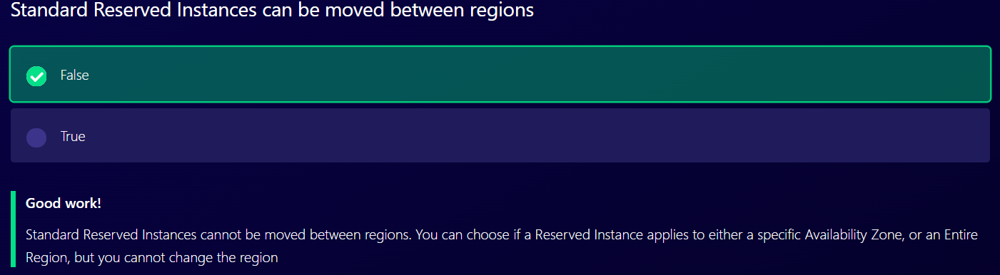 Standard Reserved Instances can be moved between regions
False
True
Good work!
Standard Reserved Instances cannot be moved between regions. You can choose if a Reserved Instance applies to either a specific Availability Zone, or an Entire
Region, but you cannot change the region